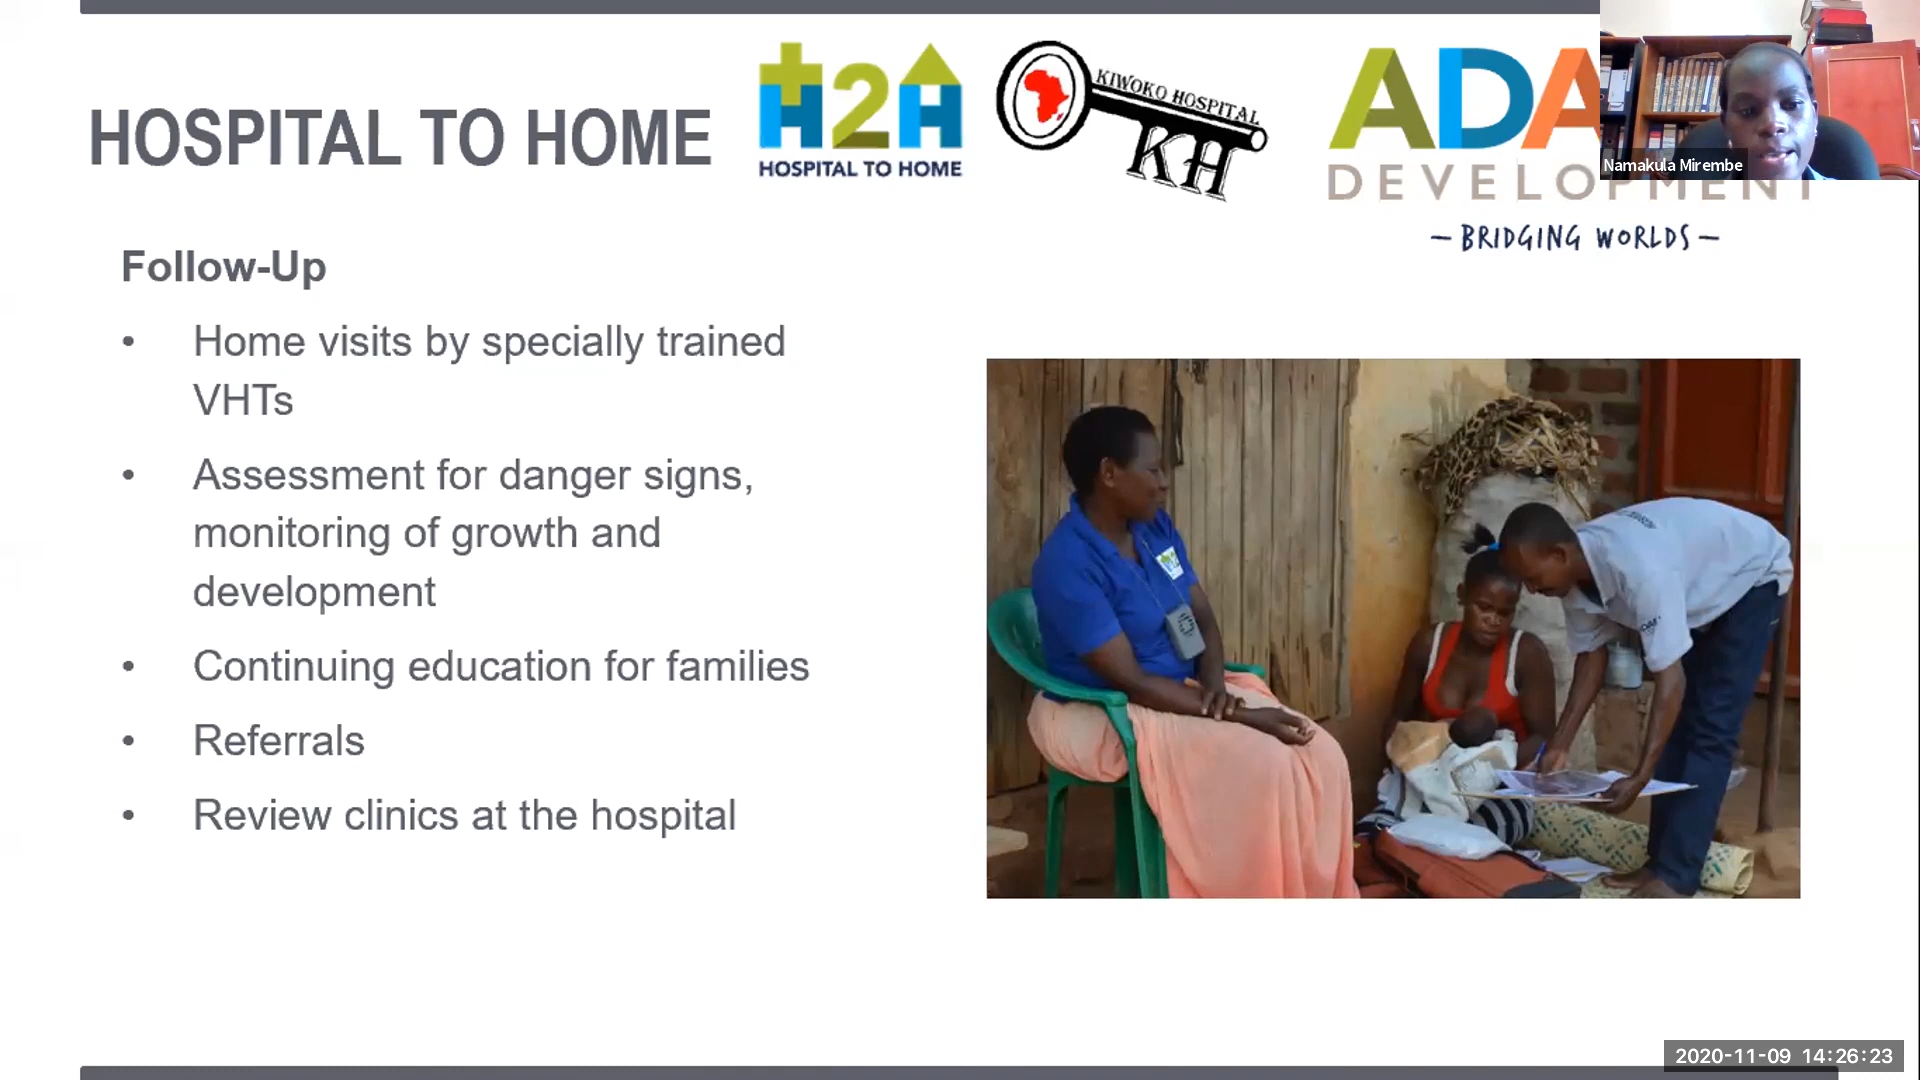 HOSPITAL TO HOME
H2H
HOSPITAL TO HOME
KIWOKO HOSPITAL
KH
ADA
DEVELOPMENT
– BRIDGING WORLDS –
Namakula Mirembe
Follow-Up
• Home visits by specially trained
VHTs
• Assessment for danger signs,
monitoring of growth and
development
• Continuing education for families
• Referrals
• Review clinics at the hospital
2020-11-09 14:26:23